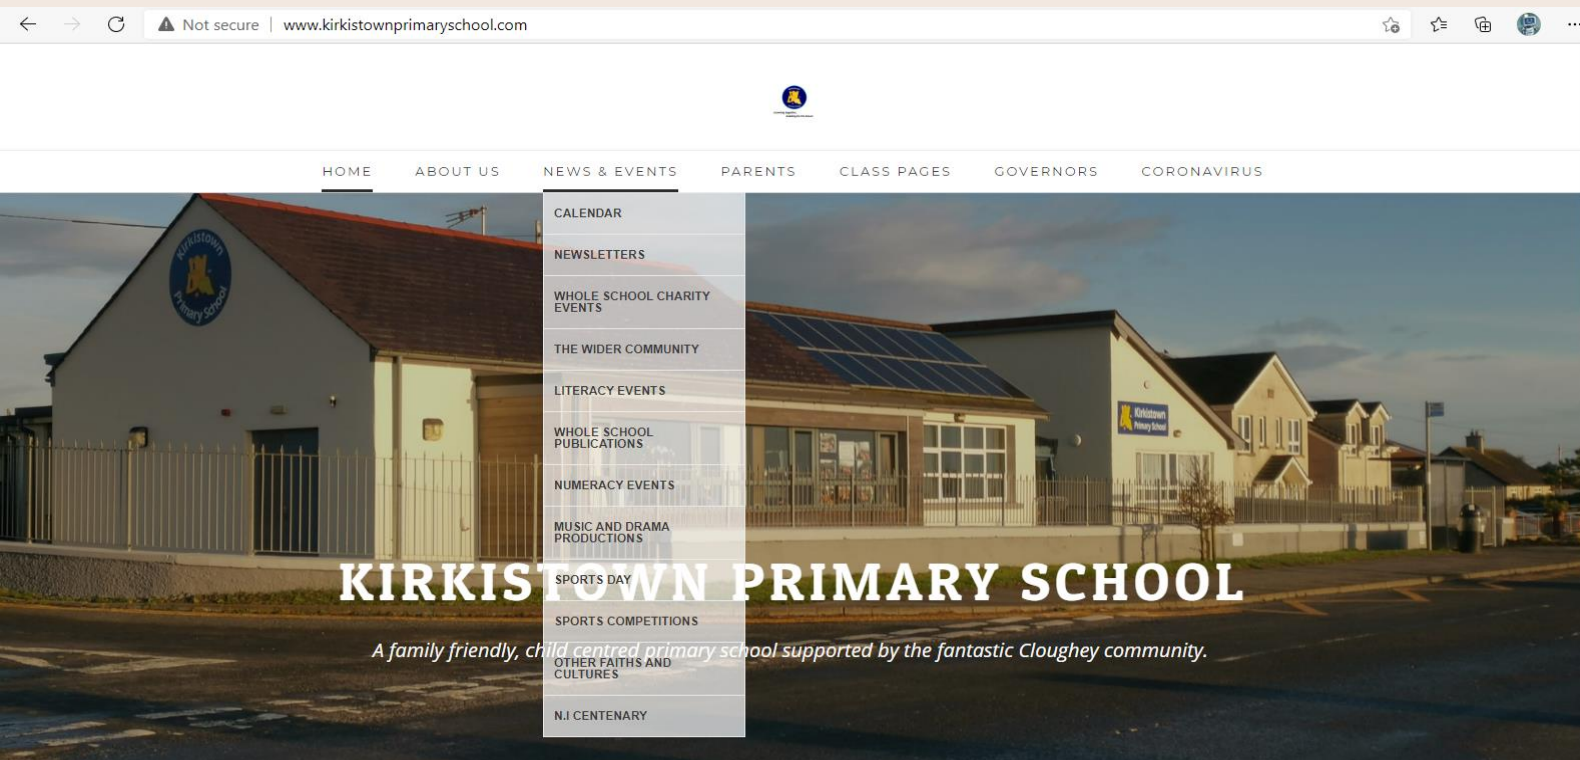 Not secure | www.kirkistownprimaryschool.com
HOME ABOUT US NEWS & EVENTS PARENTS CLASS PAGES GOVERNORS CORONAVIRUS
CALENDAR
NEWSLETTERS
WHOLE SCHOOL CHARITY
EVENTS
THE WIDER COMMUNITY
LITERACY EVENTS
WHOLE SCHOOL
PUBLICATIONS
NUMERACY EVENTS
MUSIC AND DRAMA
PRODUCTIONS
SPORTS DAY
SPORTS COMPETITIONS
OTHER FAITHS AND
CULTURES
N.I CENTENARY
Kirkistown
Primary School
Kirkistown
Primary School
KIRKISTOWN PRIMARY SCHOOL
A family friendly, child centred primary school supported by the fantastic Cloughey community.